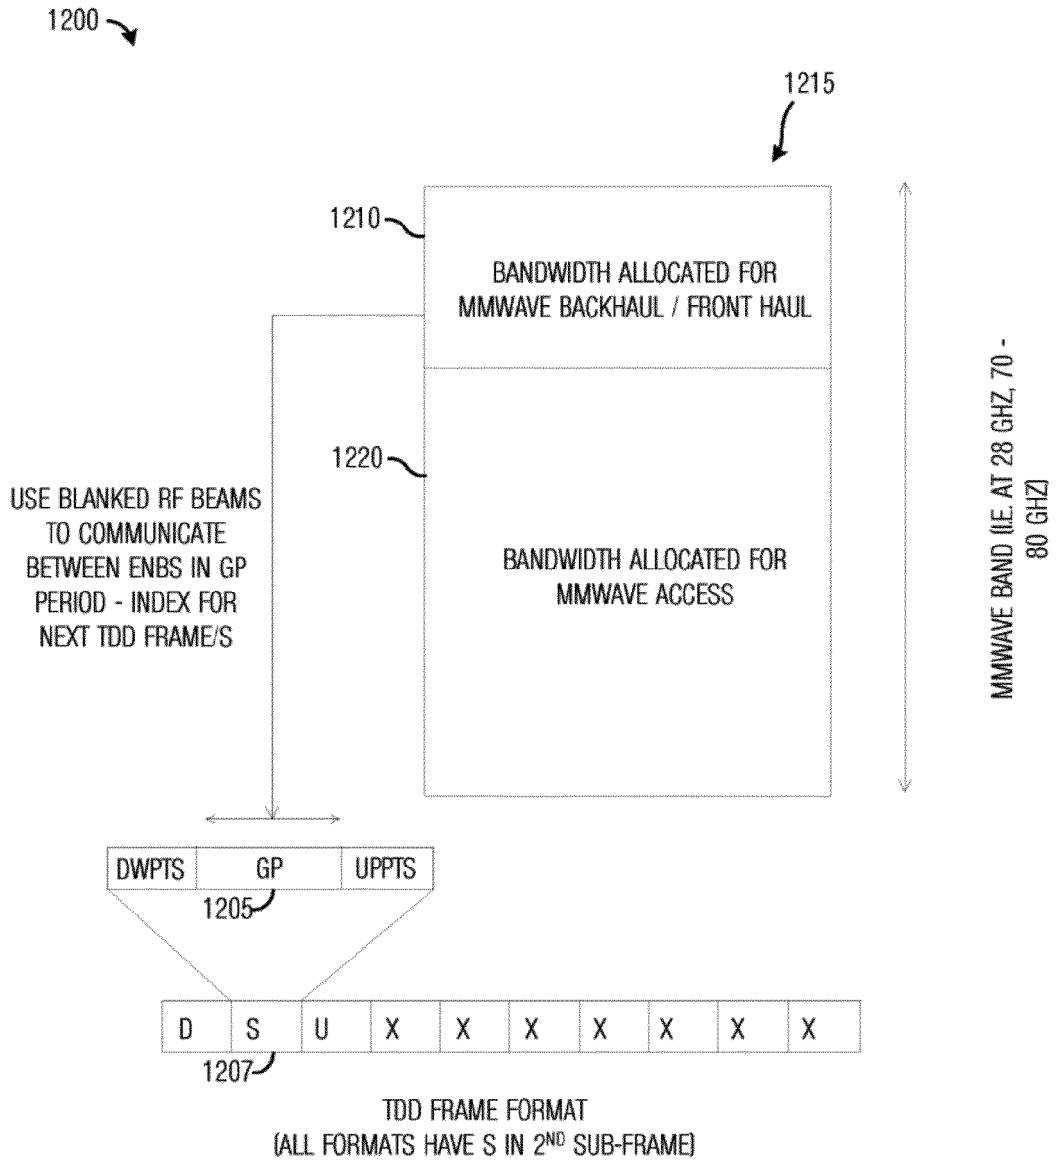 1200
1215
1210
BANDWIDTH ALLOCATED FOR
MMWAVE BACKHAUL / FRONT HAUL
1220
BANDWIDTH ALLOCATED FOR
MMWAVE ACCESS
MMWAVE BAND (I.E. AT 28 GHZ, 70 -
80 GHZ)
USE BLANKED RF BEAMS
TO COMMUNICATE
BETWEEN ENBS IN GP
PERIOD - INDEX FOR
NEXT TDD FRAME/S
DWPTS GP UPPTS
1205
D S U X X X X X X X
1207
TDD FRAME FORMAT
(ALL FORMATS HAVE S IN 2ND SUB-FRAME)